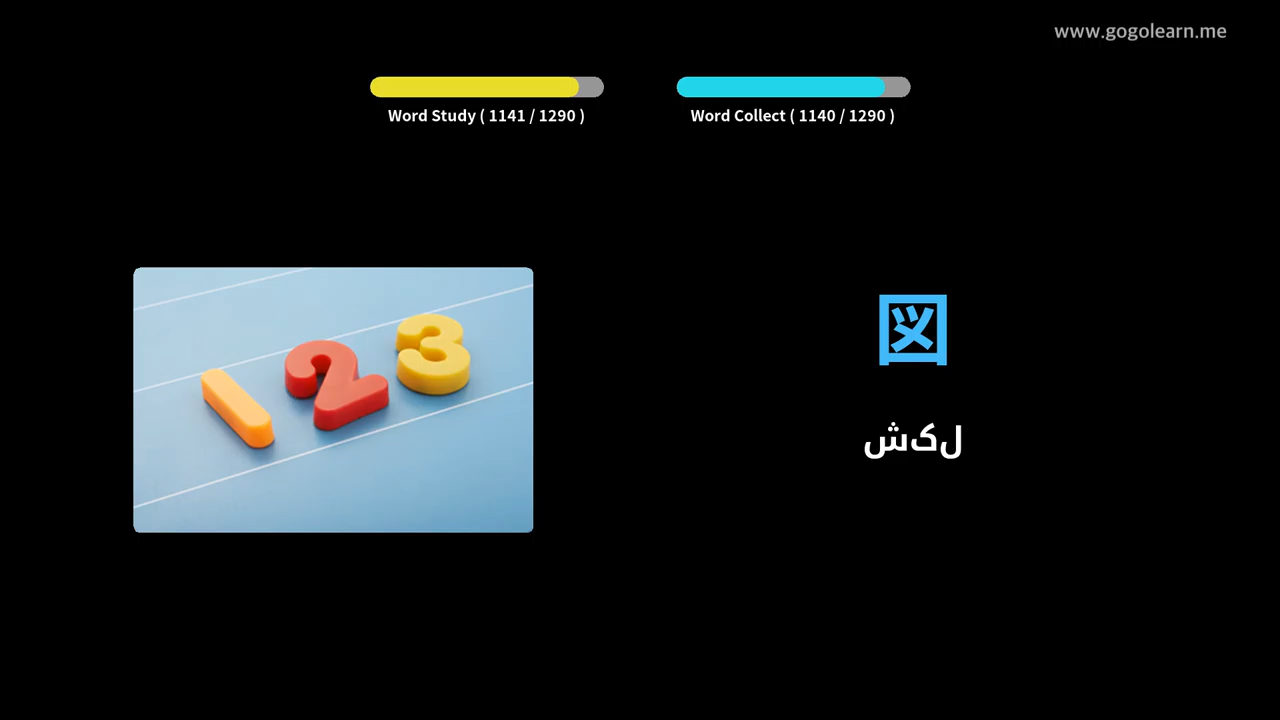 www.gogolearn.me
Word Study ( 1141 / 1290 )
Word Collect ( 1140 / 1290 )
1 2 3
図
لکش